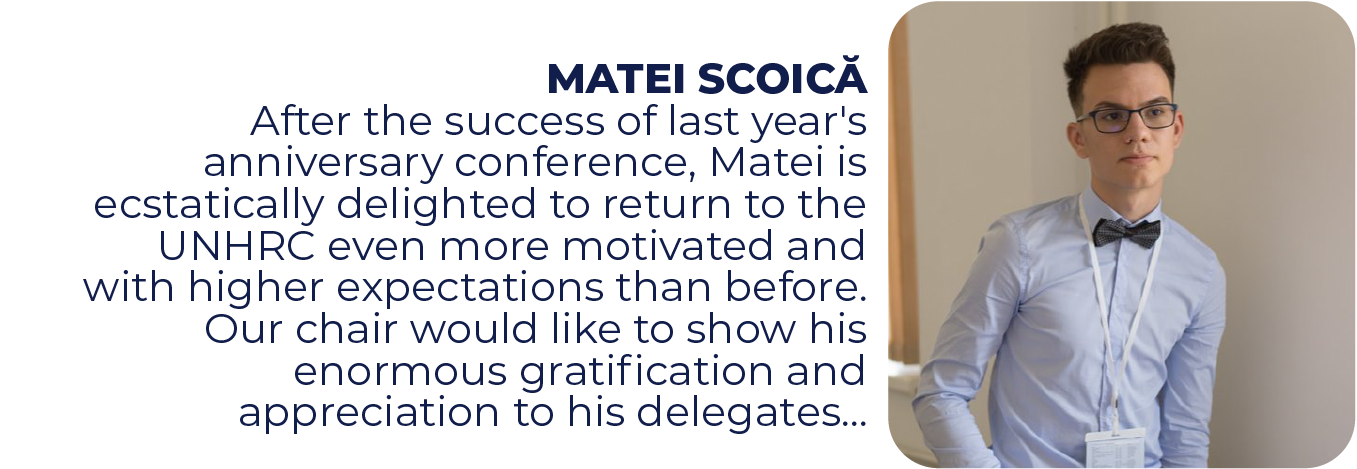 MATEI SCOICĂ
After the success of last year's
anniversary conference, Matei is
ecstatically delighted to return to the
UNHRC even more motivated and
with higher expectations than before.
Our chair would like to show his
enormous gratification and
appreciation to his delegates...